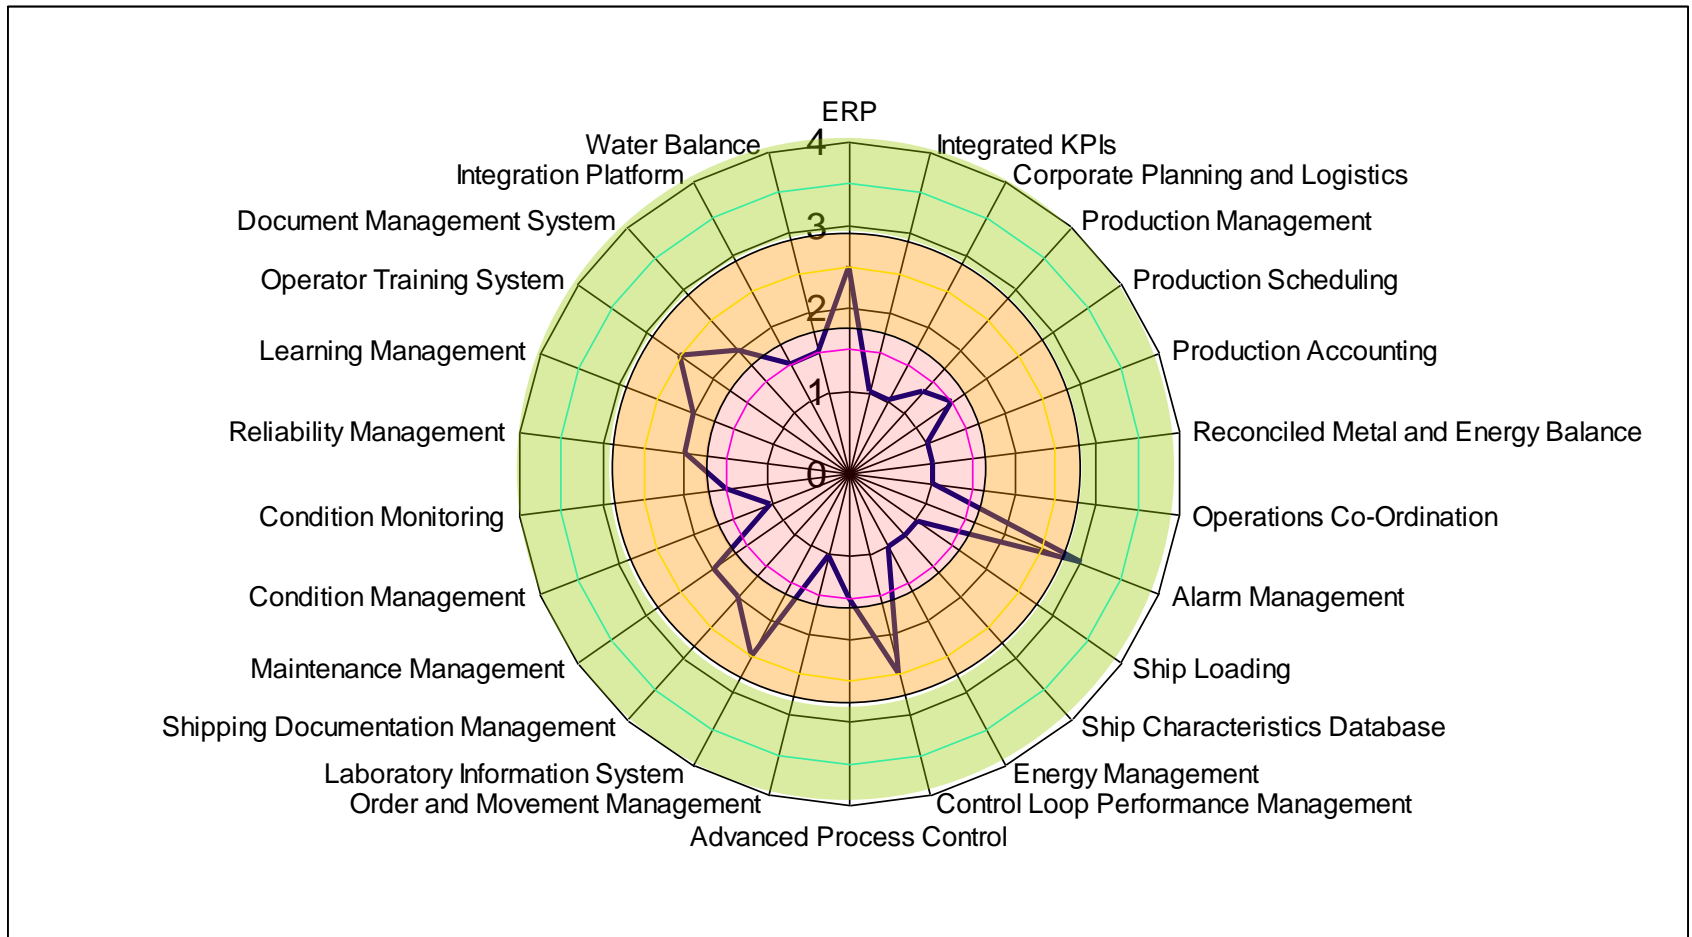 ERP
Water Balance
4
Integrated KPIs
Integration Platform
Corporate Planning and Logistics
Document Management System
3
Production Management
Operator Training System
2
Production Scheduling
Learning Management
1
Production Accounting
Reliability Management
0
Reconciled Metal and Energy Balance
Condition Monitoring
Operations Co-Ordination
Condition Management
Alarm Management
Maintenance Management
Ship Loading
Shipping Documentation Management
Ship Characteristics Database
Laboratory Information System
Energy Management
Order and Movement Management
Control Loop Performance Management
Advanced Process Control